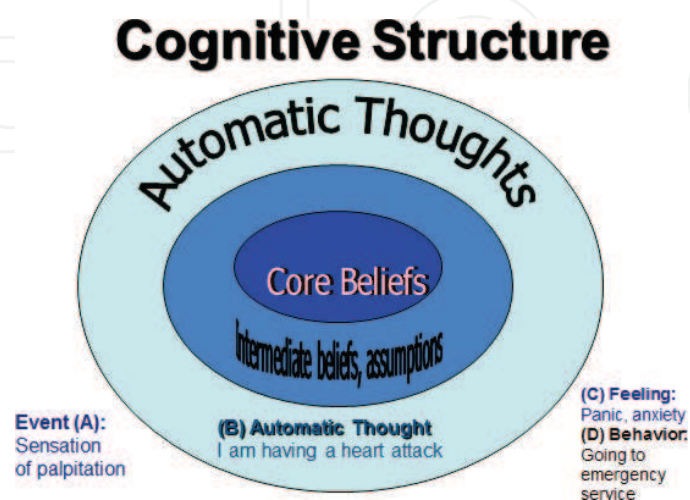 Cognitive Structure
Automatic Thoughts
Core Beliefs
Intermediate beliefs, assumptions
Event (A):
Sensation
of palpitation
(B) Automatic Thought
I am having a heart attack
(C) Feeling:
Panic, anxiety
(D) Behavior:
Going to
emergency
service